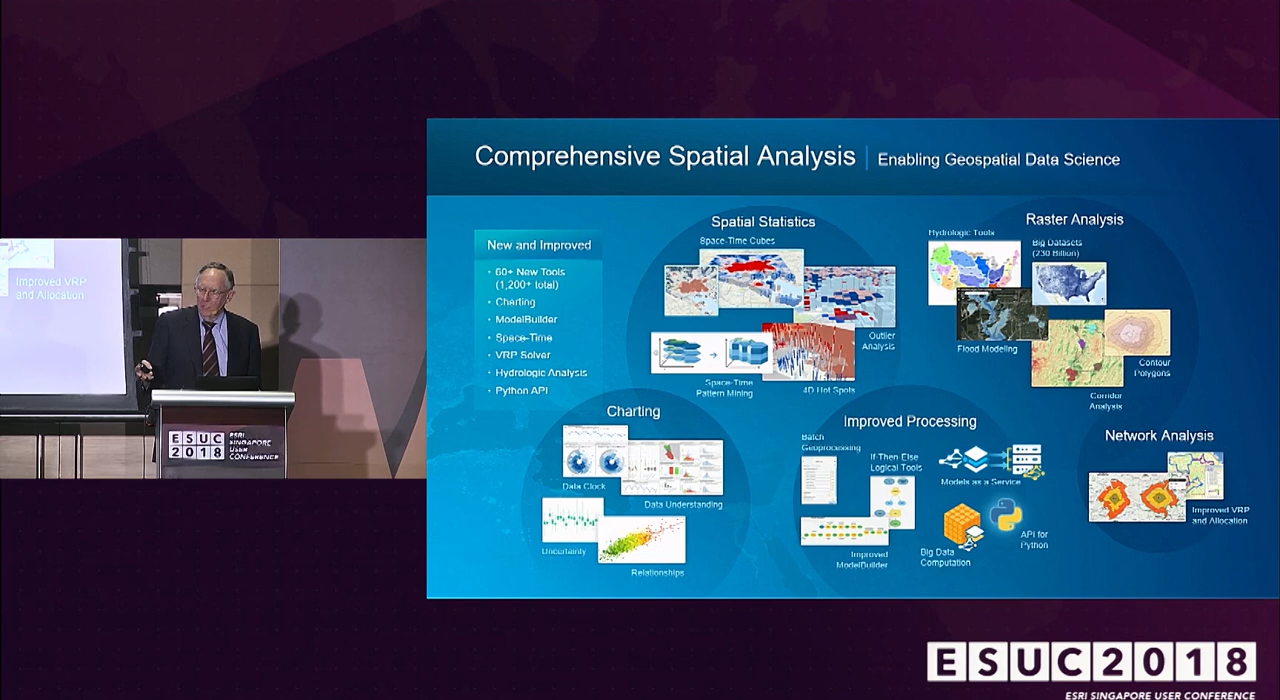 Comprehensive Spatial Analysis | Enabling Geospatial Data Science
New and Improved
• 60+ New Tools
(1,200+ total)
• Charting
• ModelBuilder
• Space-Time
• VRP Solver
• Hydrologic Analysis
• Python API
Spatial Statistics
Space-Time Cubes
Outlier
Analysis
Space-Time
Pattern Mining
4D Hot Spots
Raster Analysis
Hydrologic Tools
Big Datasets
(230 Billion)
Flood Modeling
Contour
Polygons
Corridor
Analysis
Charting
Data Clock
Data Understanding
Uncertainty
Relationships
Improved Processing
Batch
Geoprocessing
If-Then Else
Logical Tools
Models as a Service
Improved
ModelBuilder
Big Data
Computation
API for
Python
Network Analysis
Improved VRP
and Allocation
Improved VRP
and Allocation
ESUC
2018
ESRI
SINGAPORE
USER
CONFERENCE
ESUC2018
ESRI SINGAPORE USER CONFERENCE